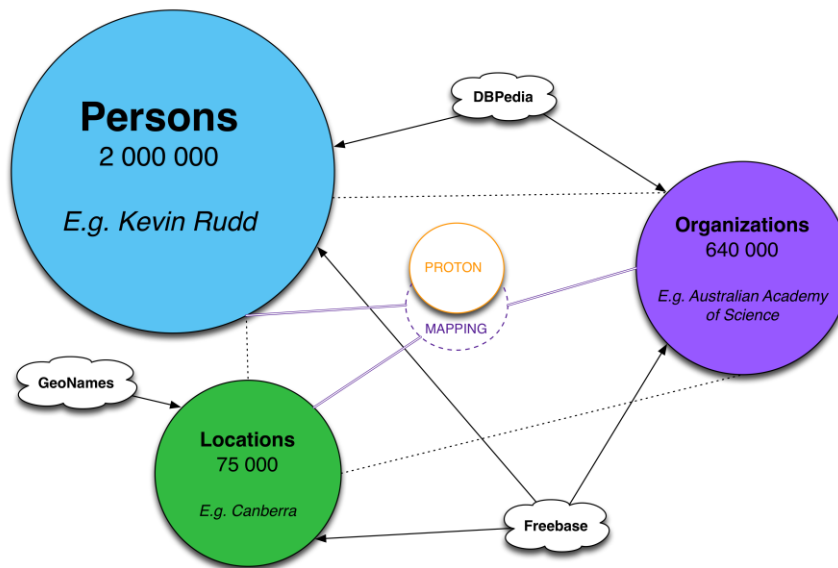 Persons
2 000 000
E.g. Kevin Rudd
DBPedia
Organizations
640 000
E.g. Australian Academy
of Science
PROTON
MAPPING
GeoNames
Locations
75 000
E.g. Canberra
Freebase